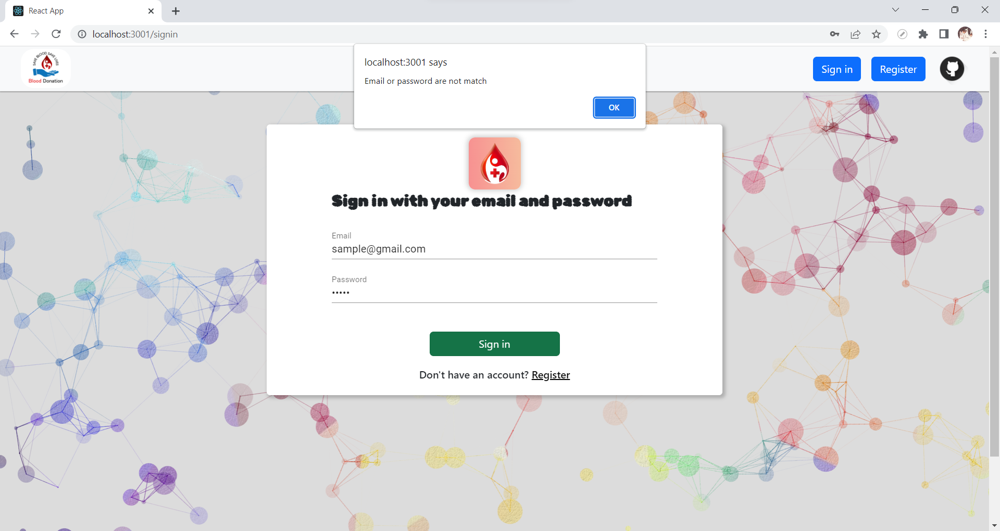 React App
localhost:3001/signin
SAVE BLOOD SAVE LIVES
Blood Donation
localhost:3001 says
Email or password are not match
OK
Sign in
Register
Sign in with your email and password
Email
sample@gmail.com
Password
•••••
Sign in
Don't have an account? Register